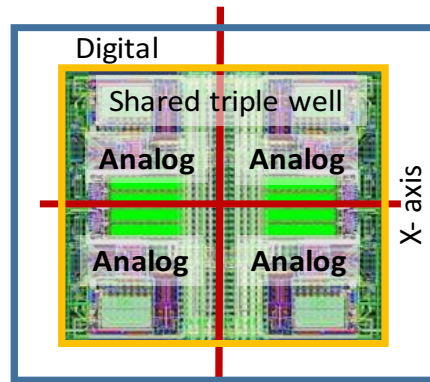 Digital
Shared triple well
Analog
Analog
X- axis
Analog
Analog